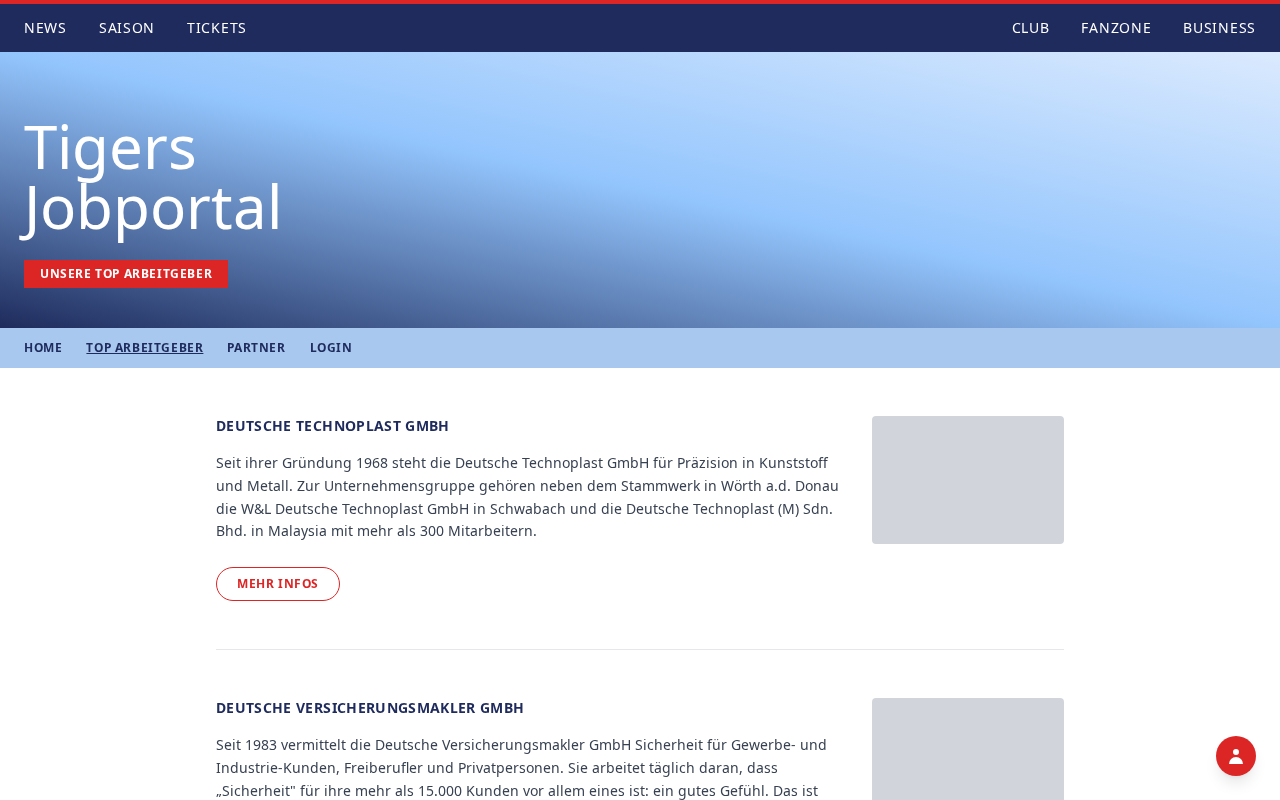 NEWS SAISON TICKETS CLUB FANZONE BUSINESS
Tigers
Jobportal
UNSERE TOP ARBEITGEBER
HOME TOP ARBEITGEBER PARTNER LOGIN
DEUTSCHE TECHNOPLAST GMBH
Seit ihrer Gründung 1968 steht die Deutsche Technoplast GmbH für Präzision in Kunststoff
und Metall. Zur Unternehmensgruppe gehören neben dem Stammwerk in Wörth a.d. Donau
die W&L Deutsche Technoplast GmbH in Schwabach und die Deutsche Technoplast (M) Sdn.
Bhd. in Malaysia mit mehr als 300 Mitarbeitern.
MEHR INFOS
DEUTSCHE VERSICHERUNGSMAKLER GMBH
Seit 1983 vermittelt die Deutsche Versicherungsmakler GmbH Sicherheit für Gewerbe- und
Industrie-Kunden, Freiberufler und Privatpersonen. Sie arbeitet täglich daran, dass
„Sicherheit" für ihre mehr als 15.000 Kunden vor allem eines ist: ein gutes Gefühl. Das ist